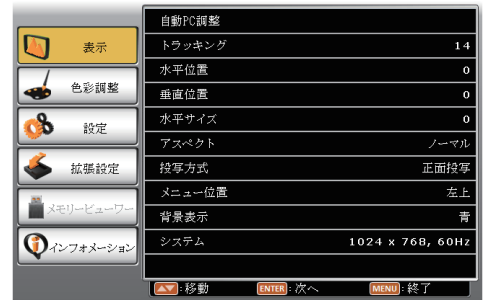 表示
色彩調整
設定
拡張設定
メモリービューワー
インフォメーション
自動PC調整
トラッキング 14
水平位置 0
垂直位置 0
水平サイズ 0
アスペクト ノーマル
投写方式 正面投写
メニュー位置 左上
背景表示 青
システム 1024 x 768, 60Hz
▲▼:移動 ENTER:次へ MENU:終了